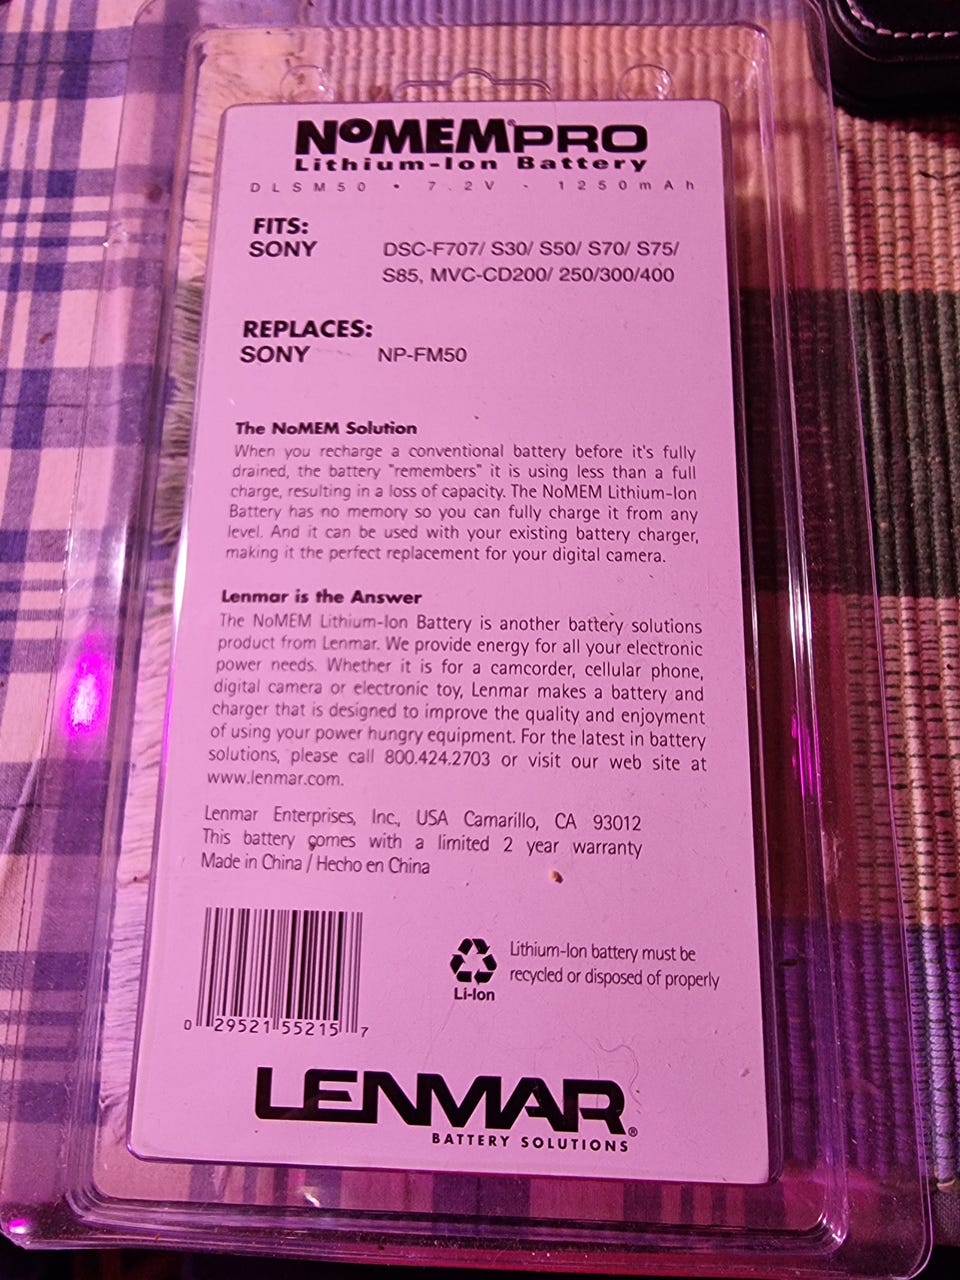 NoMEM®PRO
Lithium-Ion Battery
DLSM50 • 7.2V - 1250mAh
FITS:
SONY DSC-F707/ S30/ S50/ S70/ S75/
S85, MVC-CD200/ 250/300/400
REPLACES:
SONY NP-FM50
The NoMEM Solution
When you recharge a conventional battery before it's fully
drained, the battery "remembers" it is using less than a full
charge, resulting in a loss of capacity. The NoMEM Lithium-Ion
Battery has no memory so you can fully charge it from any
level. And it can be used with your existing battery charger,
making it the perfect replacement for your digital camera.
Lenmar is the Answer
The NoMEM Lithium-Ion Battery is another battery solutions
product from Lenmar. We provide energy for all your electronic
power needs. Whether it is for a camcorder, cellular phone,
digital camera or electronic toy, Lenmar makes a battery and
charger that is designed to improve the quality and enjoyment
of using your power hungry equipment. For the latest in battery
solutions, please call 800.424.2703 or visit our web site at
www.lenmar.com.
Lenmar Enterprises, Inc., USA Camarillo, CA 93012
This battery comes with a limited 2 year warranty
Made in China / Hecho en China
Lithium-Ion battery must be
recycled or disposed of properly
Li-Ion
0 29521 55215 7
LENMAR®
BATTERY SOLUTIONS